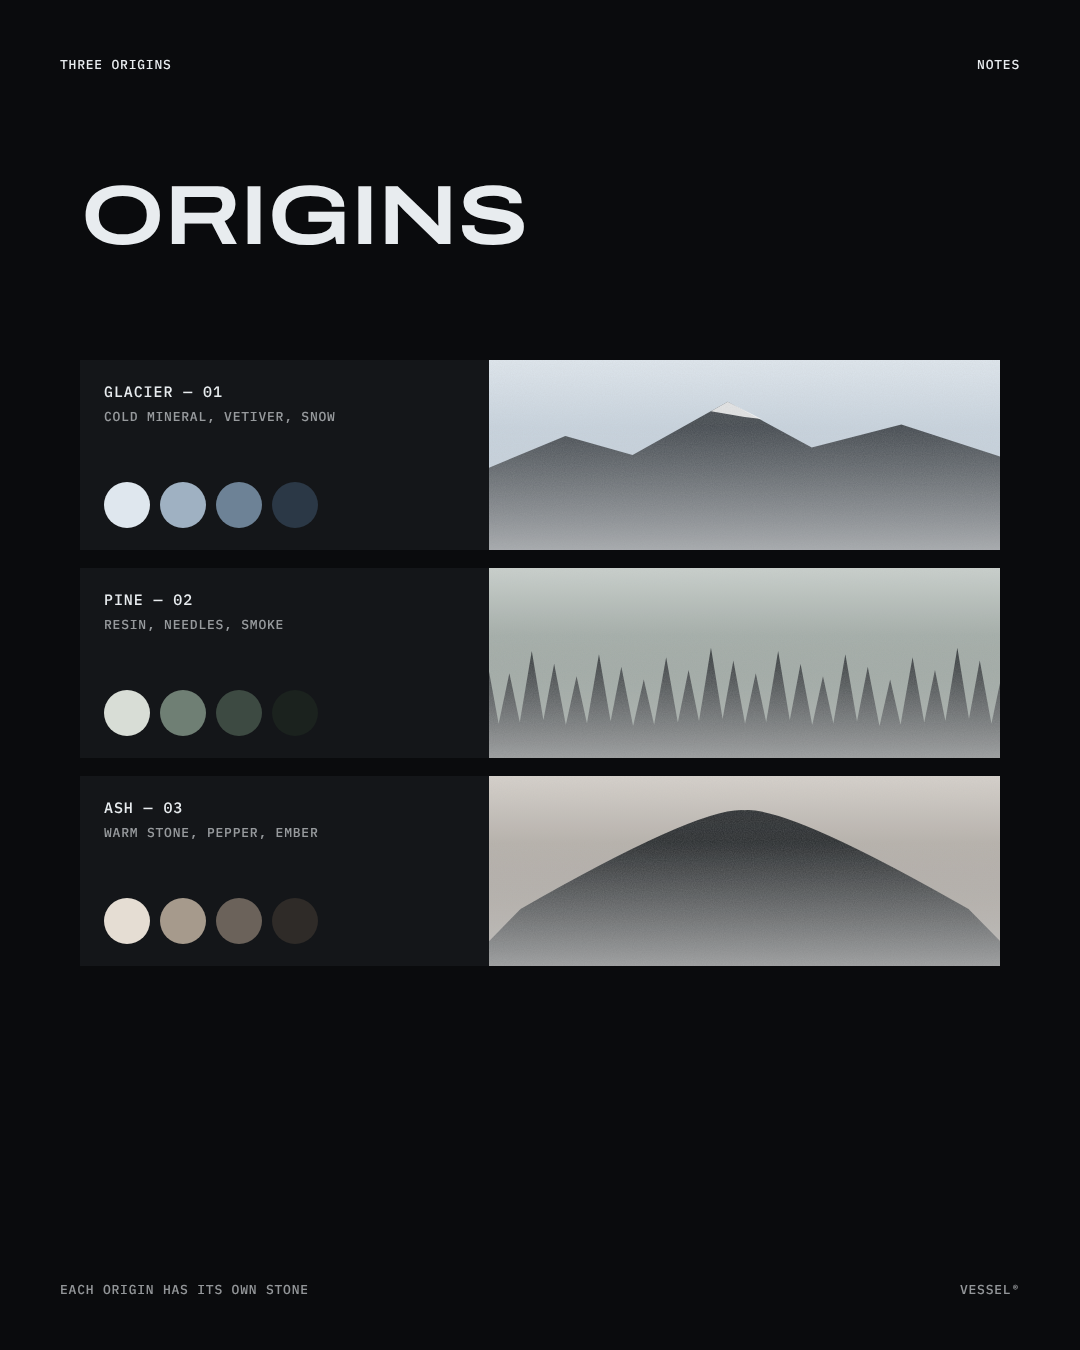 THREE ORIGINS
NOTES
ORIGINS
GLACIER — 01
COLD MINERAL, VETIVER, SNOW
PINE — 02
RESIN, NEEDLES, SMOKE
ASH — 03
WARM STONE, PEPPER, EMBER
EACH ORIGIN HAS ITS OWN STONE
VESSEL®